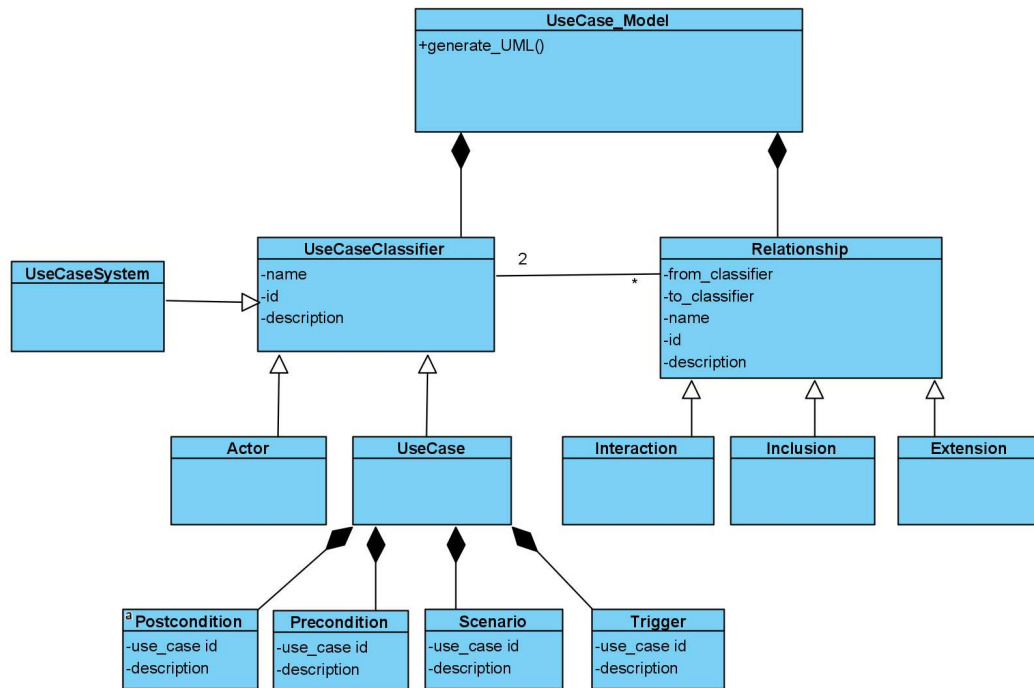 UseCase_Model
+generate_UML()
UseCaseClassifier
-name
-id
-description
2
*
Relationship
-from_classifier
-to_classifier
-name
-id
-description
UseCaseSystem
Actor
UseCase
Interaction
Inclusion
Extension
a
Postcondition
-use_case id
-description
Precondition
-use_case id
-description
Scenario
-use_case id
-description
Trigger
-use_case id
-description